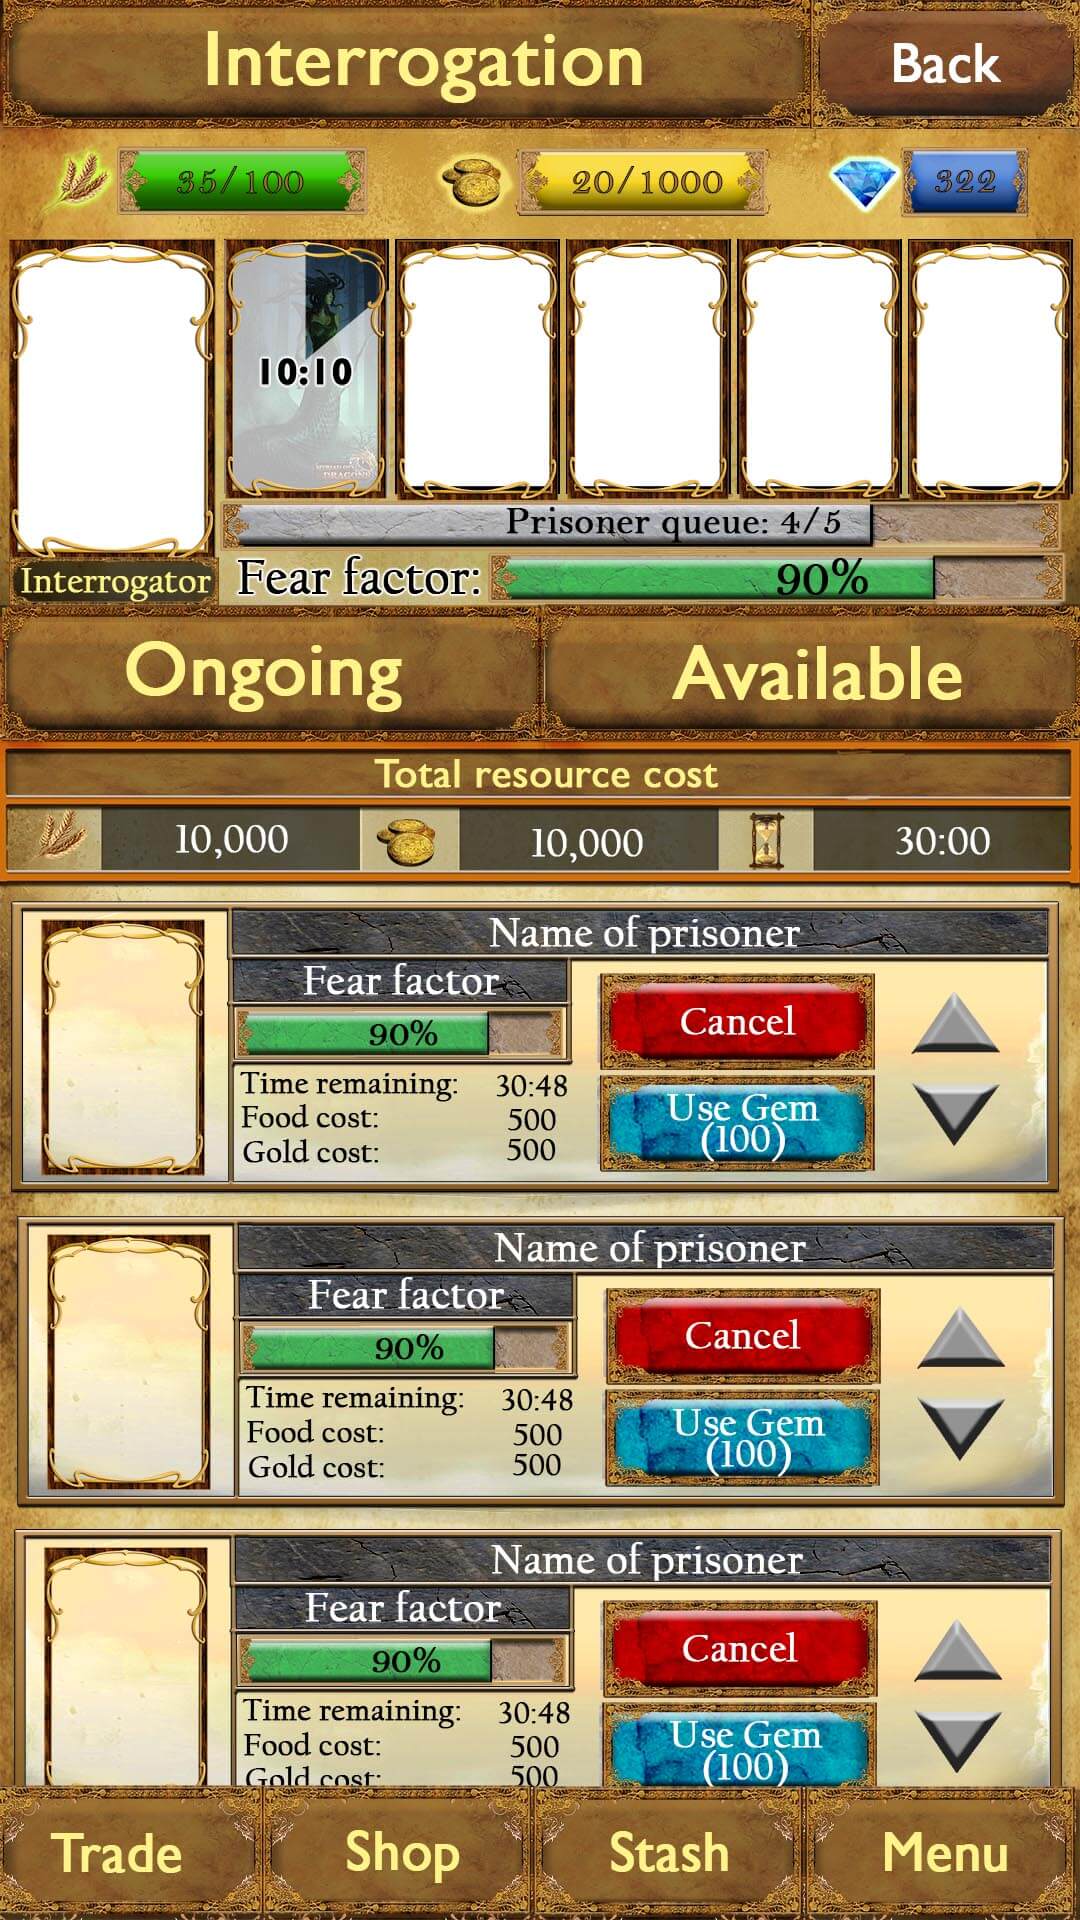 Interrogation
Back
35/100
20/1000
322
10:10
Prisoner queue: 4/5
Interrogator
Fear factor:
90%
Ongoing
Available
Total resource cost
10,000
10,000
30:00
Name of prisoner
Fear factor
90%
Time remaining: 30:48
Food cost: 500
Gold cost: 500
Cancel
Use Gem
(100)
Name of prisoner
Fear factor
90%
Time remaining: 30:48
Food cost: 500
Gold cost: 500
Cancel
Use Gem
(100)
Name of prisoner
Fear factor
90%
Time remaining: 30:48
Food cost: 500
Gold cost: 500
Cancel
Use Gem
(100)
Trade
Shop
Stash
Menu